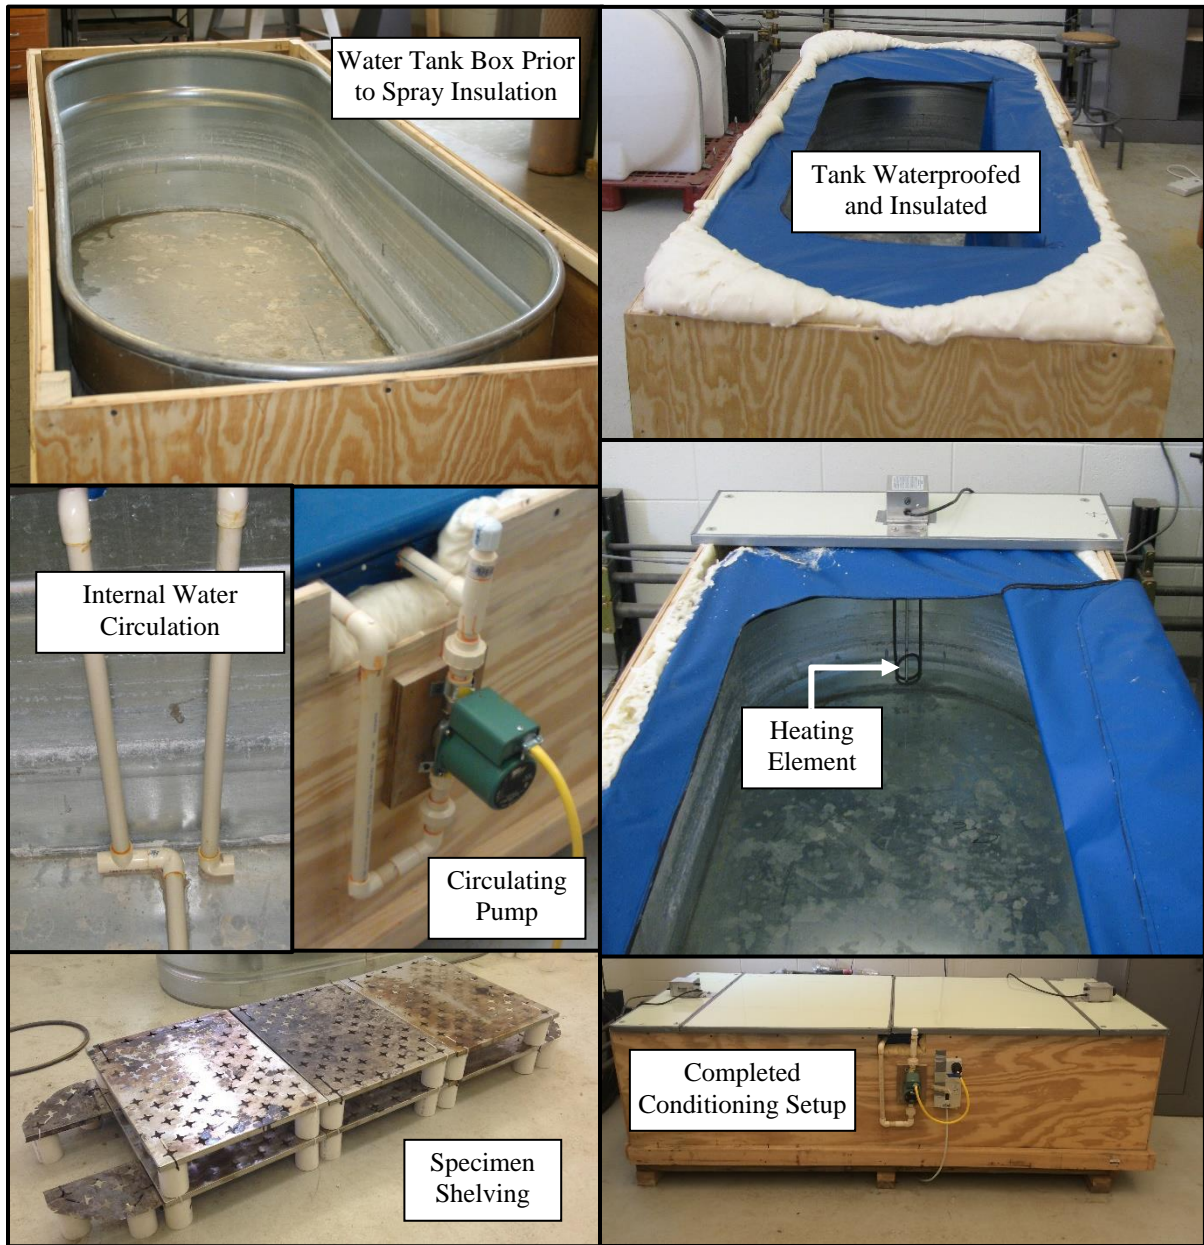 Water Tank Box Prior
to Spray Insulation
Tank Waterproofed
and Insulated
Internal Water
Circulation
Circulating
Pump
Heating
Element
Specimen
Shelving
Completed
Conditioning Setup